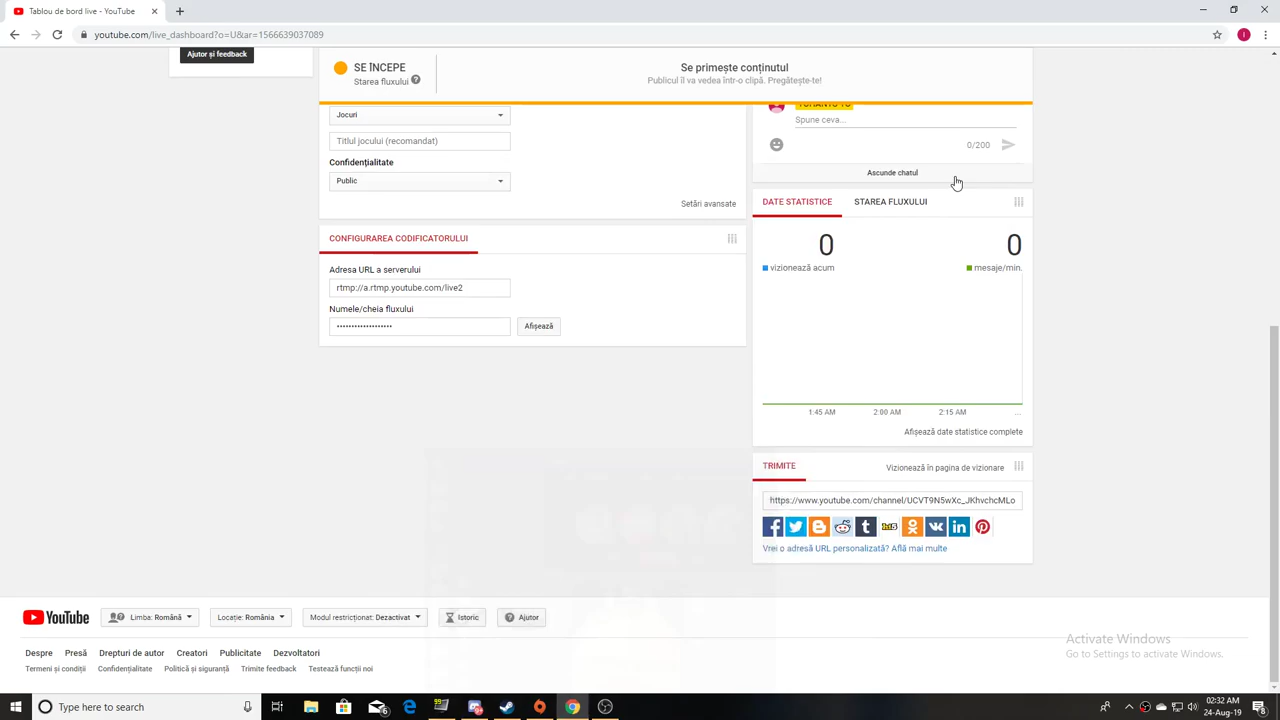 Tablou de bord live - YouTube
youtube.com/live_dashboard?o=U&ar=1566639037089
Ajutor și feedback
SE ÎNCEPE
Starea fluxului
Se primește conținutul
Publicul îl va vedea într-o clipă. Pregătește-te!
Jocuri
Titlul jocului (recomandat)
Confidențialitate
Public
Setări avansate
CONFIGURAREA CODIFICATORULUI
Adresa URL a serverului
rtmp://a.rtmp.youtube.com/live2
Numele/cheia fluxului
Afișează
Spune ceva...
0/200
Ascunde chatul
DATE STATISTICE STAREA FLUXULUI
0 0
vizionează acum mesaje/min.
1:45 AM 2:00 AM 2:15 AM ...
Afișează date statistice complete
TRIMITE Vizionează în pagina de vizionare
https://www.youtube.com/channel/UCVT9N5wXc_JKhvchcMLo
Vrei o adresă URL personalizată? Află mai multe
YouTube Limba: Română Locație: România Modul restricționat: Dezactivat Istoric Ajutor
Despre Presă Drepturi de autor Creatori Publicitate Dezvoltatori
Termeni și condiții Confidențialitate Politică și siguranță Trimite feedback Testează funcții noi
Activate Windows
Go to Settings to activate Windows.
Type here to search
02:32 AM
24-Aug-19